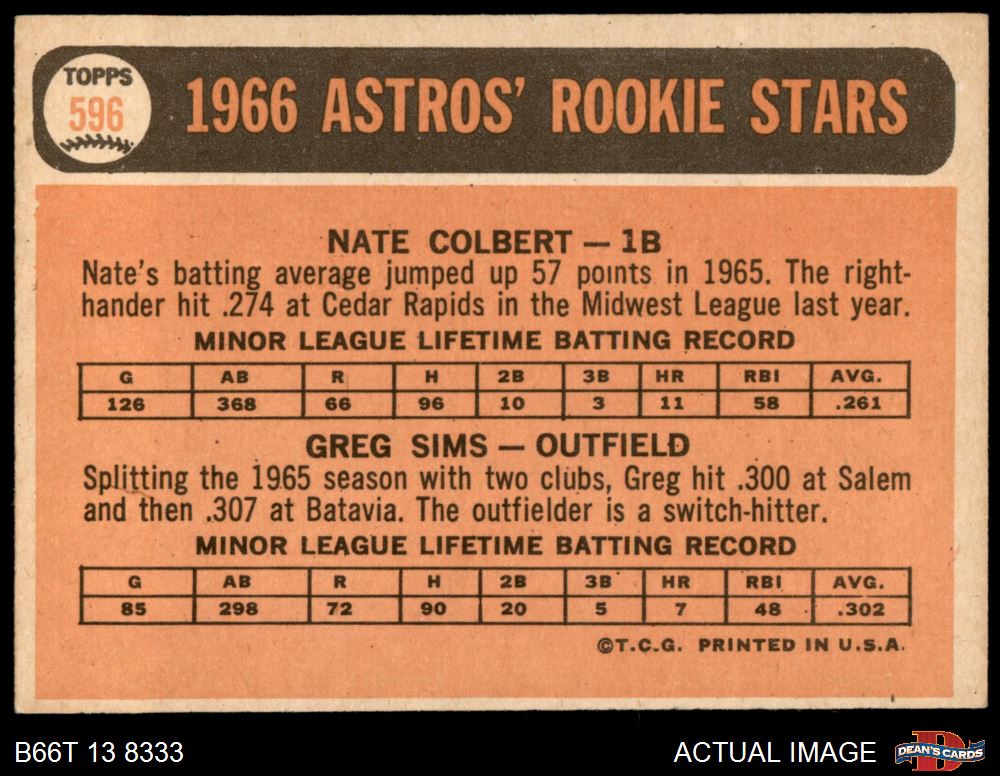 TOPPS
596
1966 ASTROS' ROOKIE STARS
NATE COLBERT — 1B
Nate's batting average jumped up 57 points in 1965. The right-
hander hit .274 at Cedar Rapids in the Midwest League last year.
MINOR LEAGUE LIFETIME BATTING RECORD
G AB R H 2B 3B HR RBI AVG.
126 368 66 96 10 3 11 58 .261
GREG SIMS — OUTFIELD
Splitting the 1965 season with two clubs, Greg hit .300 at Salem
and then .307 at Batavia. The outfielder is a switch-hitter.
MINOR LEAGUE LIFETIME BATTING RECORD
G AB R H 2B 3B HR RBI AVG.
85 298 72 90 20 5 7 48 .302
©T.C.G. PRINTED IN U.S.A.
B66T 13 8333
ACTUAL IMAGE
D
DEAN'S CARDS